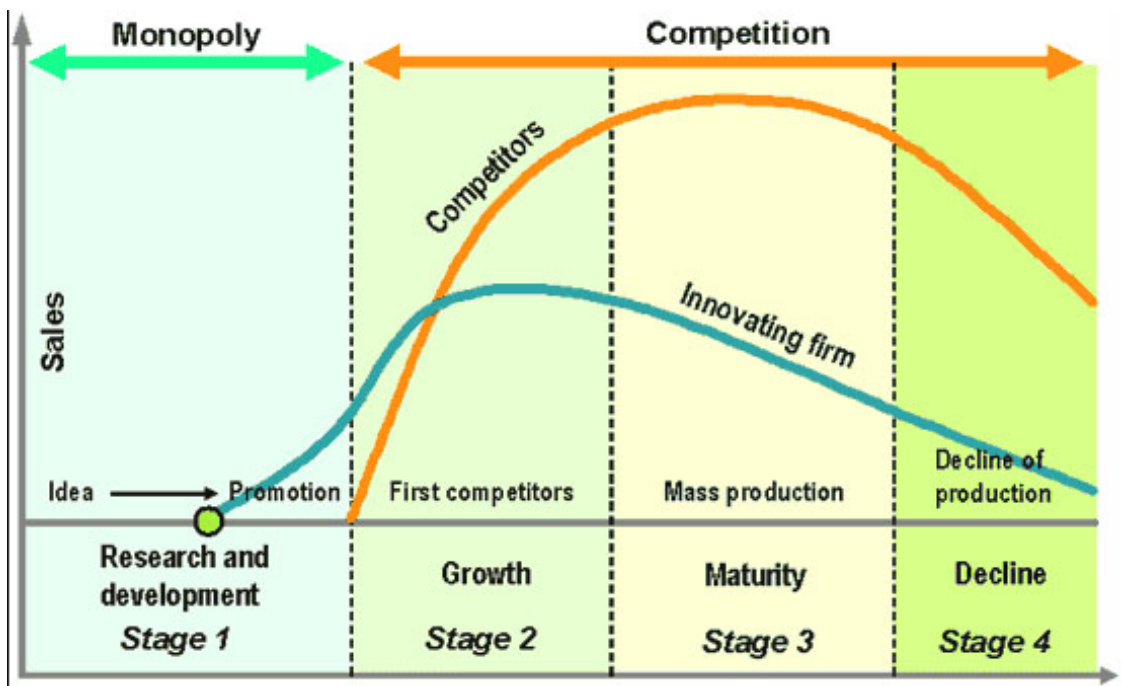 Monopoly
Competition
Competitors
Innovating firm
Sales
Idea
Promotion
First competitors
Mass production
Decline of
production
Research and
development
Growth
Maturity
Decline
Stage 1
Stage 2
Stage 3
Stage 4